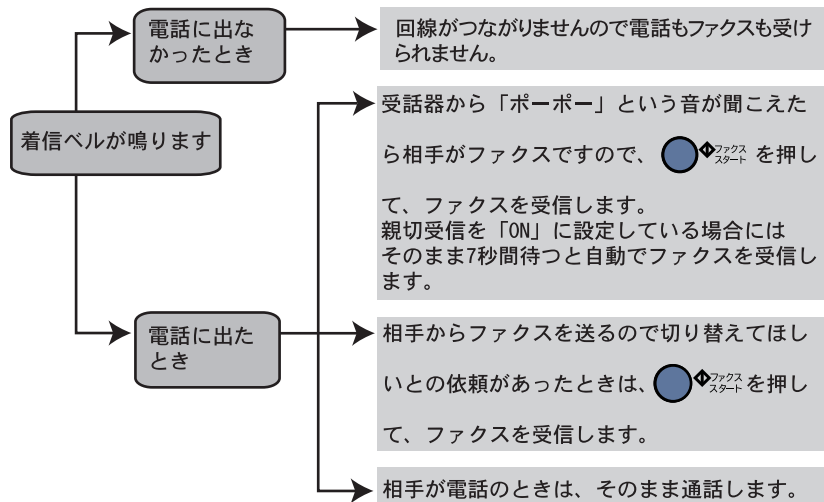 電話に出な
かったとき
回線がつながりませんので電話もファクスも受け
られません。
着信ベルが鳴ります
受話器から「ポーポー」という音が聞こえた
ら相手がファクスですので、 ファクス スタート を押し
て、ファクスを受信します。
親切受信を「ON」に設定している場合には
そのまま7秒間待つと自動でファクスを受信し
ます。
電話に出た
とき
相手からファクスを送るので切り替えてほし
いとの依頼があったときは、 ファクス スタート を押し
て、ファクスを受信します。
相手が電話のときは、そのまま通話します。